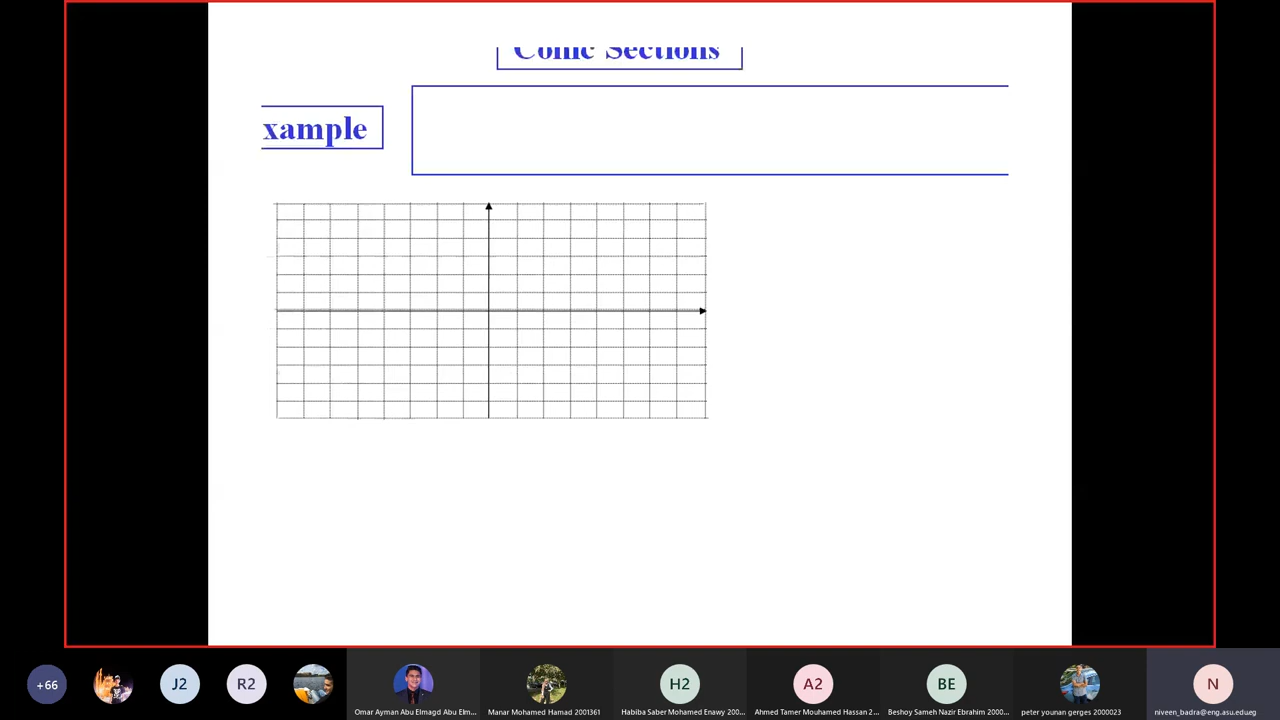 Conic Sections
xample
+66
J2
R2
H2
A2
BE
N
Omar Ayman Abu Elmagd Abu Elm...
Manar Mohamed Hamad 2001361
Habiba Saber Mohamed Enawy 200...
Ahmed Tamer Mouhamed Hassan 2...
Beshoy Sameh Nazir Ebrahim 2000...
peter younan gerges 2000023
niveen_badra@eng.asu.edueg